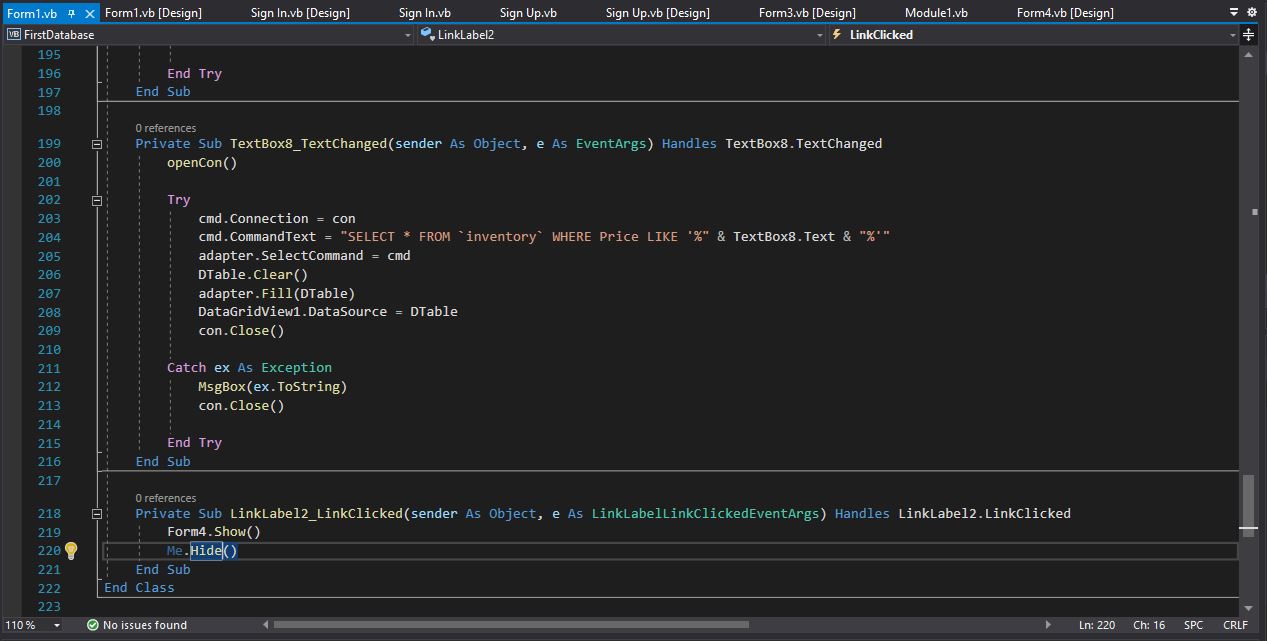 Form1.vb Form1.vb [Design] Sign In.vb [Design] Sign In.vb Sign Up.vb Sign Up.vb [Design] Form3.vb [Design] Module1.vb Form4.vb [Design]
VB FirstDatabase LinkLabel2 LinkClicked
195
196 End Try
197 End Sub
198
0 references
199 Private Sub TextBox8_TextChanged(sender As Object, e As EventArgs) Handles TextBox8.TextChanged
200 openCon()
201
202 Try
203 cmd.Connection = con
204 cmd.CommandText = "SELECT * FROM `inventory` WHERE Price LIKE '%" & TextBox8.Text & "%'"
205 adapter.SelectCommand = cmd
206 DTable.Clear()
207 adapter.Fill(DTable)
208 DataGridView1.DataSource = DTable
209 con.Close()
210
211 Catch ex As Exception
212 MsgBox(ex.ToString)
213 con.Close()
214
215 End Try
216 End Sub
217
0 references
218 Private Sub LinkLabel2_LinkClicked(sender As Object, e As LinkLabelLinkClickedEventArgs) Handles LinkLabel2.LinkClicked
219 Form4.Show()
220 Me.Hide()
221 End Sub
222 End Class
223
110 % No issues found Ln: 220 Ch: 16 SPC CRLF